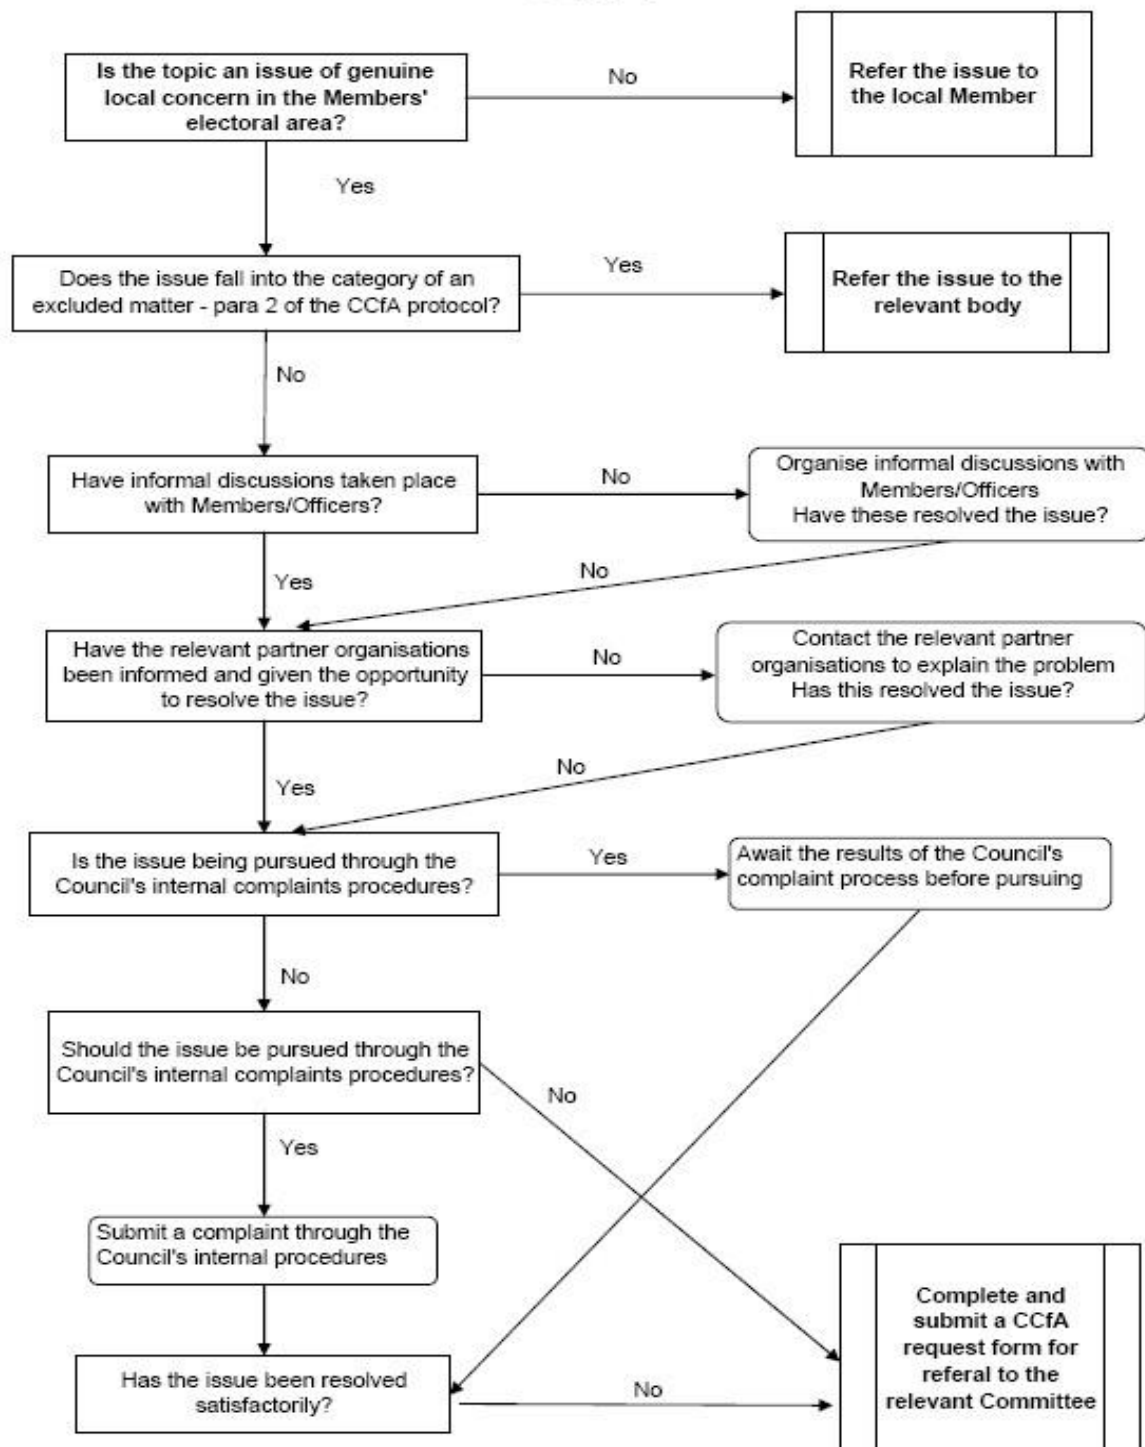 Is the topic an issue of genuine
local concern in the Members'
electoral area?
No
Refer the issue to
the local Member
Yes
Does the issue fall into the category of an
excluded matter - para 2 of the CCfA protocol?
Yes
Refer the issue to the
relevant body
No
Have informal discussions taken place
with Members/Officers?
No
Organise informal discussions with
Members/Officers
Have these resolved the issue?
Yes
No
Have the relevant partner organisations
been informed and given the opportunity
to resolve the issue?
No
Contact the relevant partner
organisations to explain the problem
Has this resolved the issue?
Yes
No
Is the issue being pursued through the
Council's internal complaints procedures?
Yes
Await the results of the Council's
complaint process before pursuing
No
Should the issue be pursued through the
Council's internal complaints procedures?
No
Yes
Submit a complaint through the
Council's internal procedures
Has the issue been resolved
satisfactorily?
No
Complete and
submit a CCfA
request form for
referal to the
relevant Committee